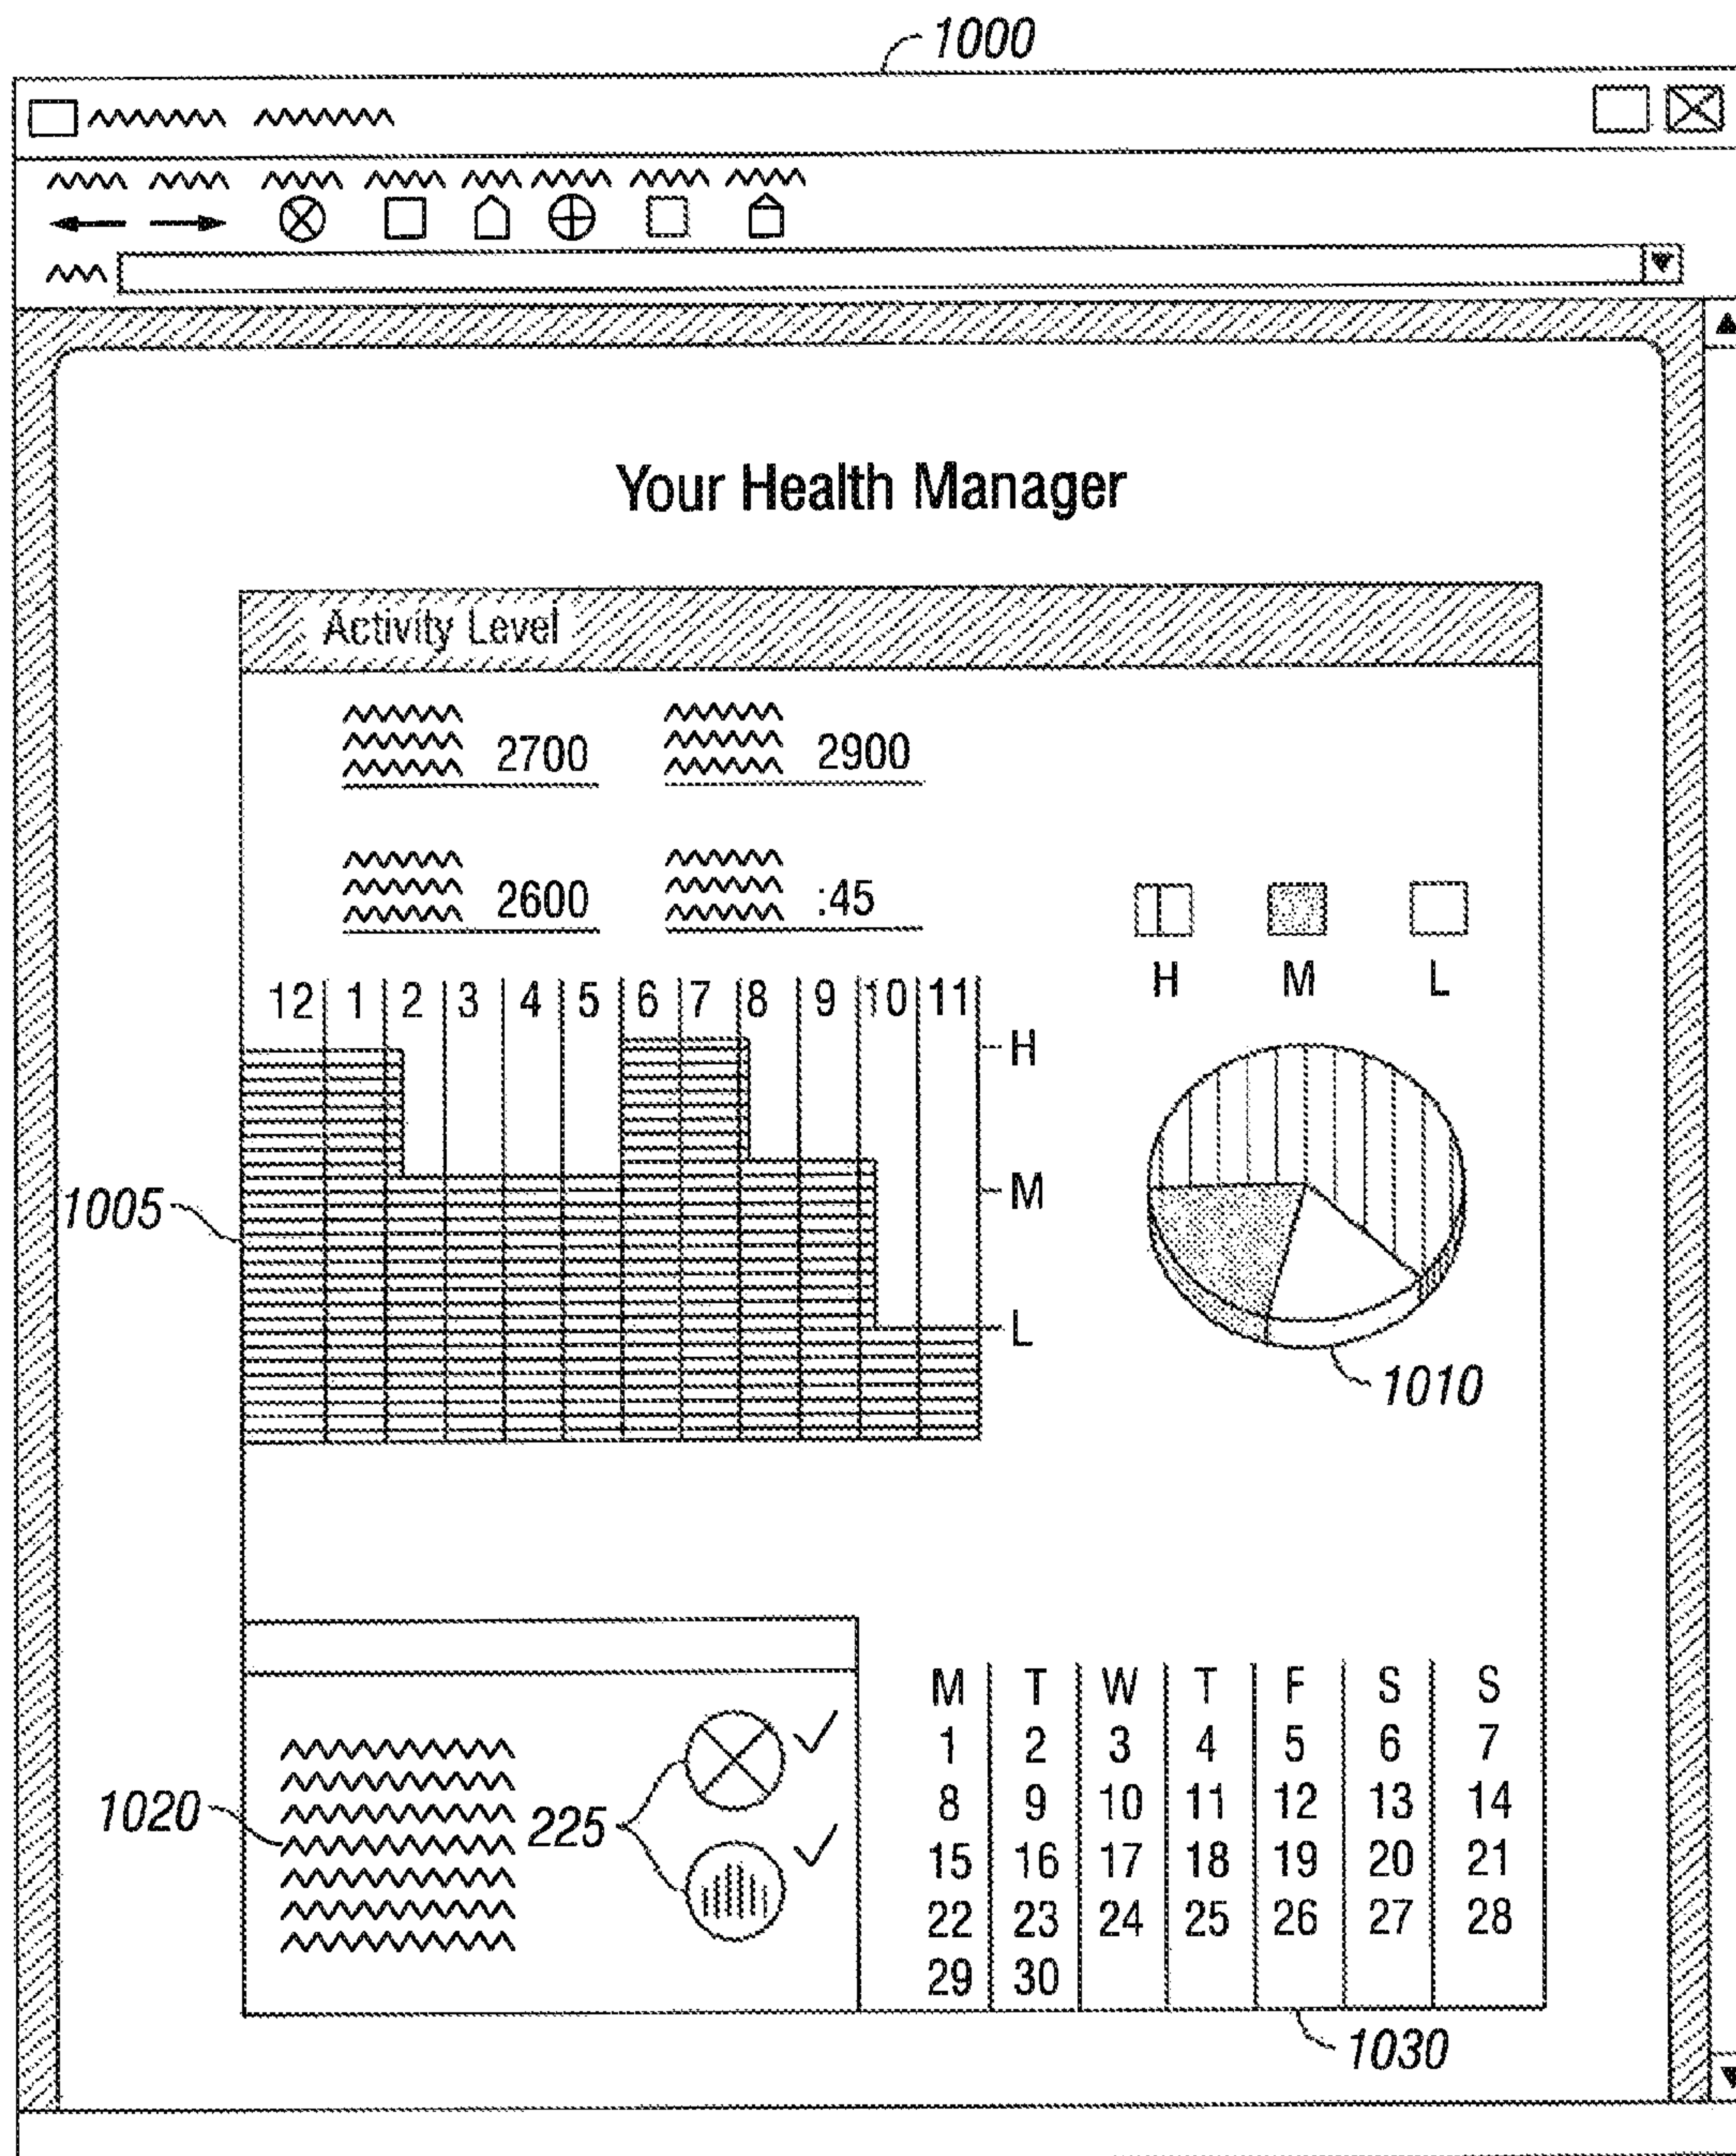 1000
Your Health Manager
Activity Level
2700 2900
2600 :45
H M L
12 1 2 3 4 5 6 7 8 9 10 11
H
M
L
1005
1010
M T W T F S S
1 2 3 4 5 6 7
8 9 10 11 12 13 14
15 16 17 18 19 20 21
22 23 24 25 26 27 28
29 30
1020
225
1030